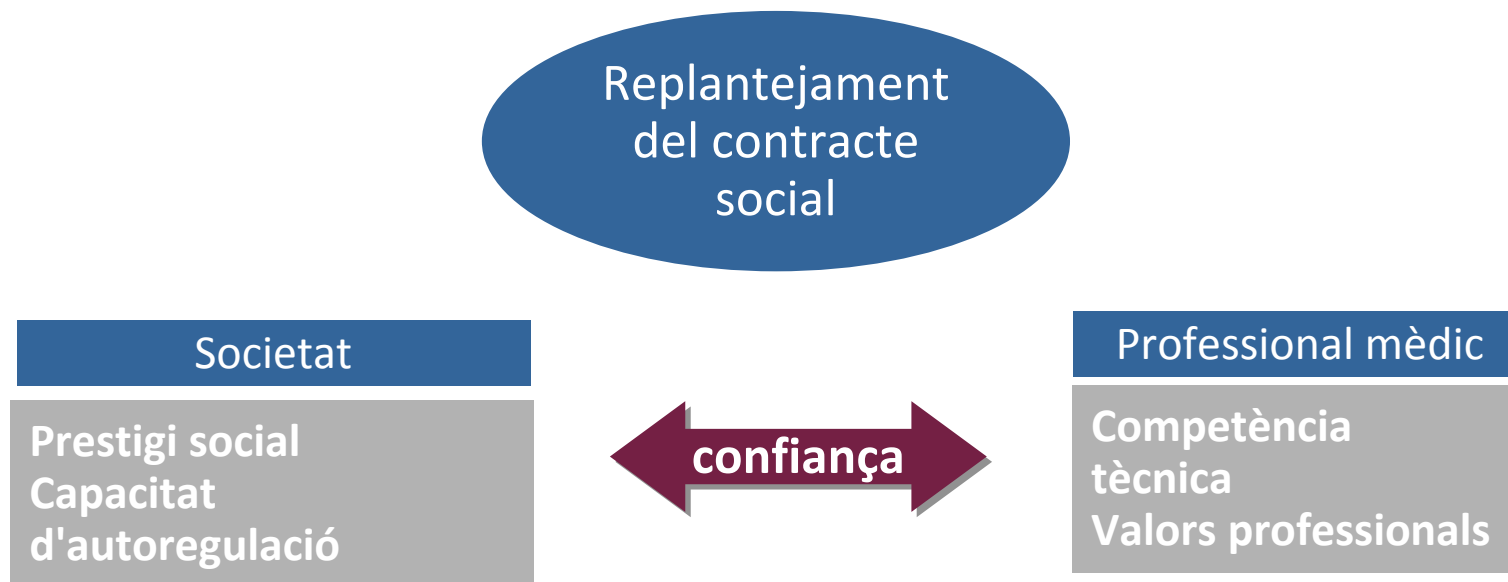 Replantejament
del contracte
social
Societat
Prestigi social
Capacitat
d'autoregulació
confiança
Professional mèdic
Competència
tècnica
Valors professionals